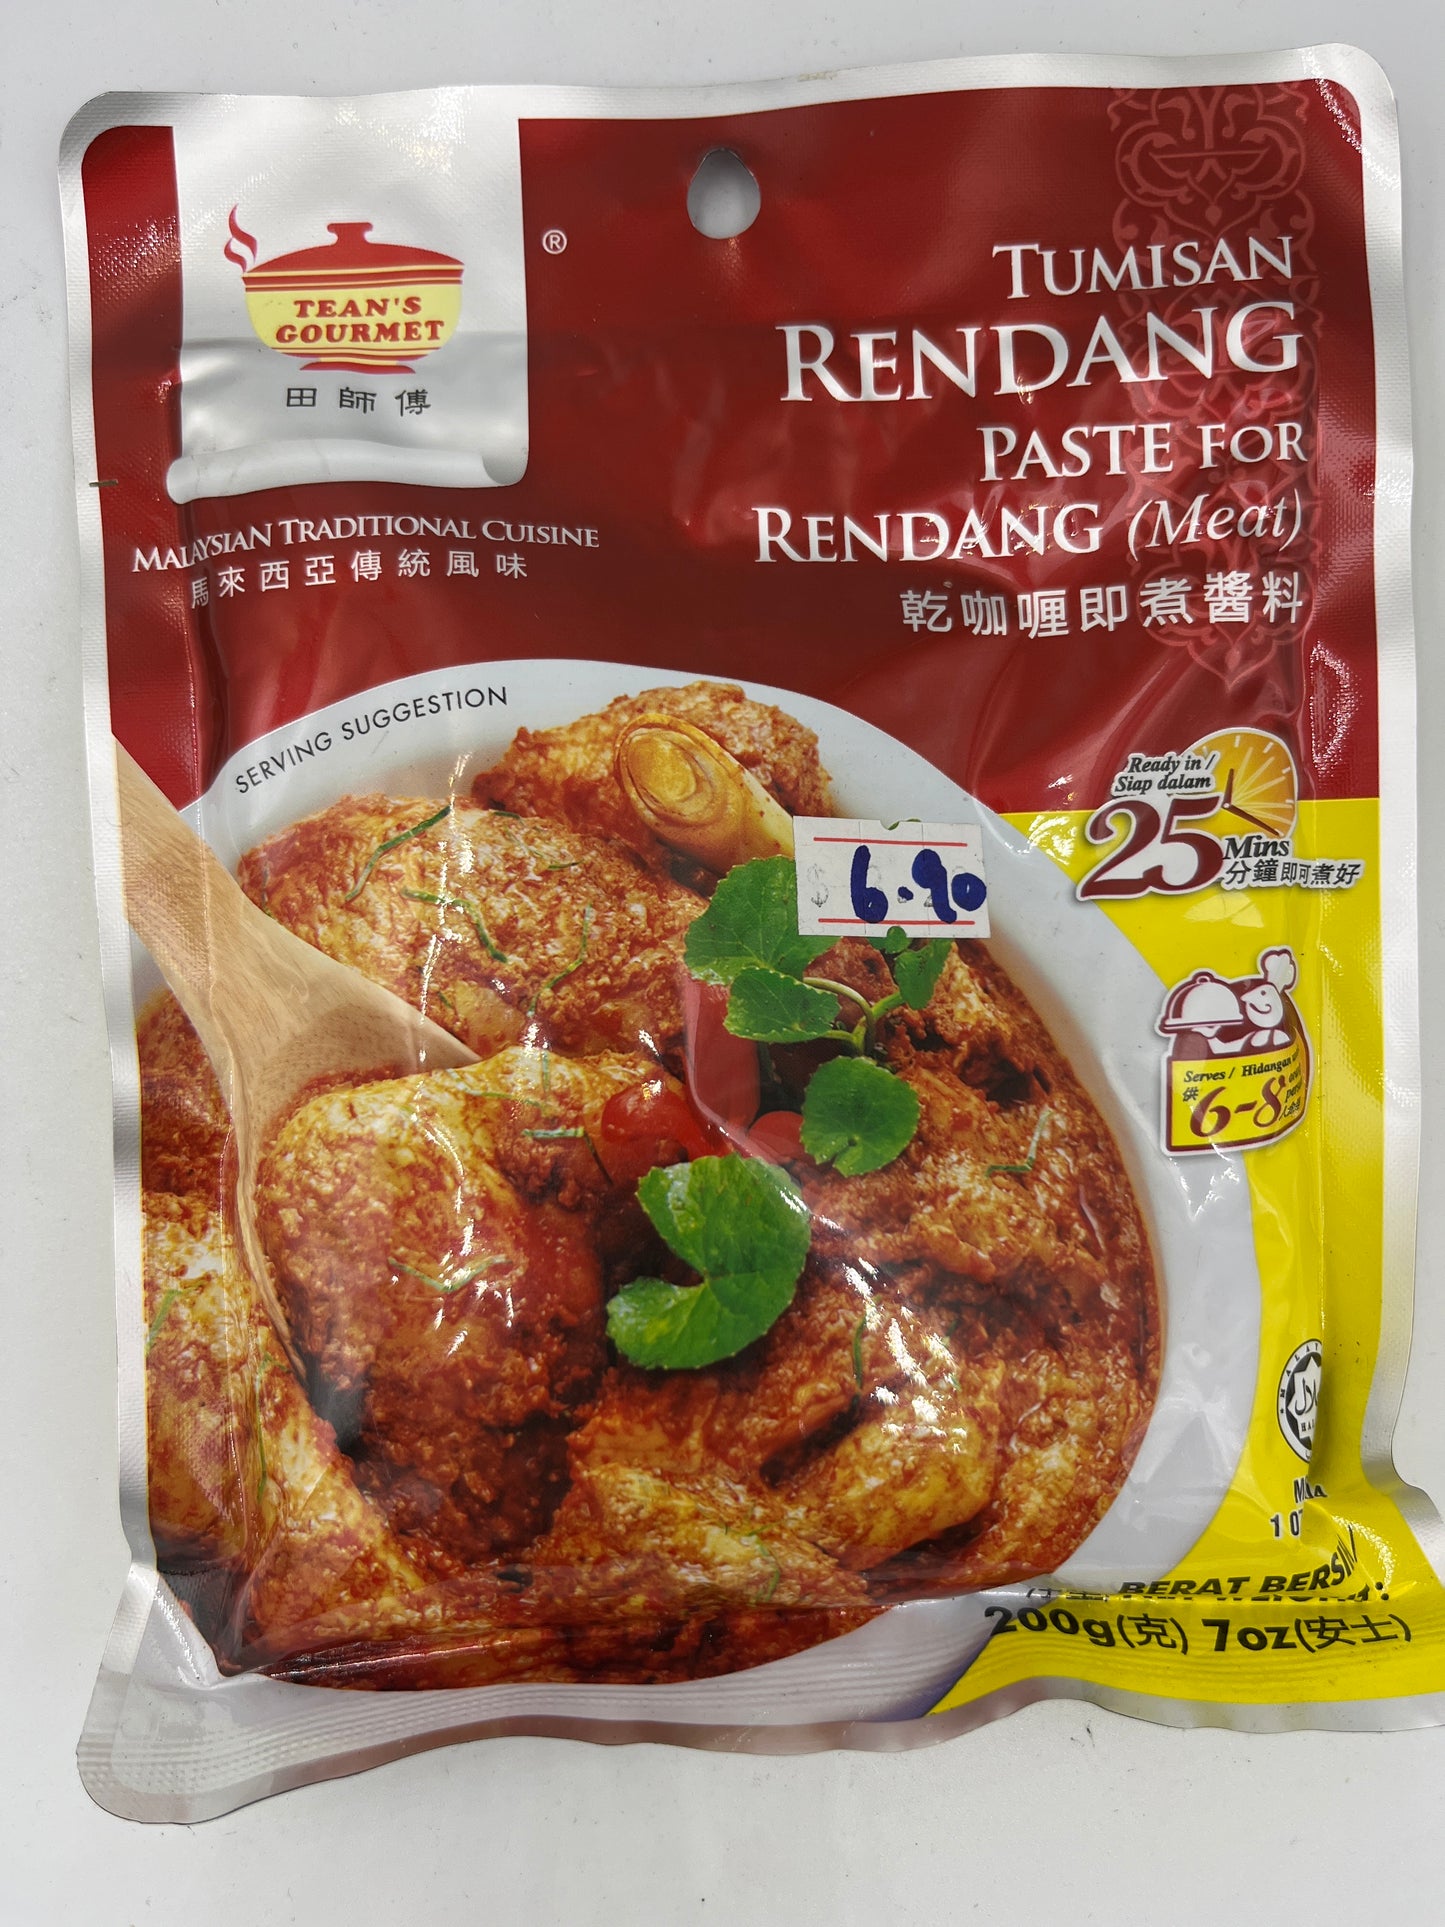 TEAN'S
GOURMET
®
田師傅
MALAYSIAN TRADITIONAL CUISINE
馬來西亞傳統風味
TUMISAN
RENDANG
PASTE FOR
RENDANG (Meat)
乾咖喱即煮醬料
SERVING SUGGESTION
Ready in /
Siap dalam
25 Mins
分鐘即可煮好
$ 6.90
Serves / Hidangan
供 6-8
BERAT BERSIH/
200g(克) 7oz(安士)